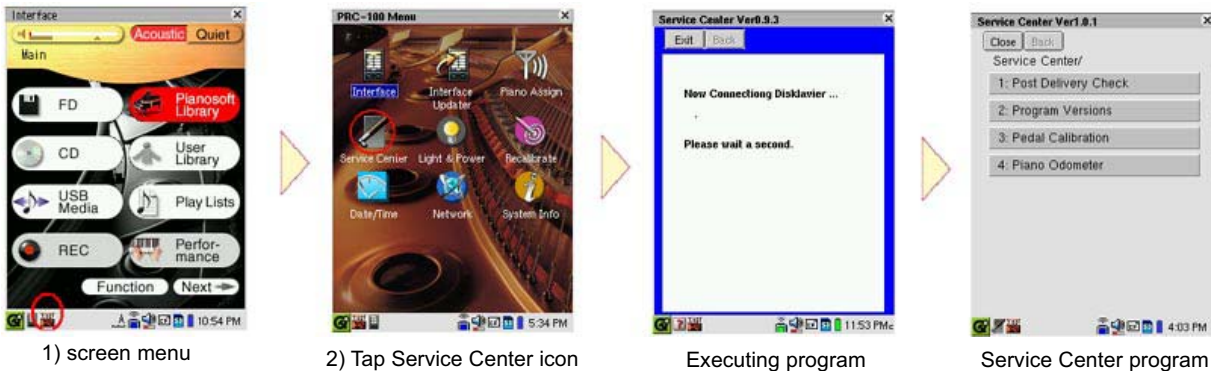 Interface
Acoustic Quiet
Main
FD
Pianosoft Library
CD
User Library
USB Media
Play Lists
REC
Perfor-mance
Function Next
10:54 PM
1) screen menu
PRC-100 Menu
Interface
Interface Updater
Piano Assign
Service Center
Light & Power
Recalibrate
Date/Time
Network
System Info
5:34 PM
2) Tap Service Center icon
Service Center Ver0.9.3
Exit Back
Now Connectiong Disklavier ...
Please wait a second.
11:53 PM
Executing program
Service Center Ver1.0.1
Close Back
Service Center/
1: Post Delivery Check
2: Program Versions
3: Pedal Calibration
4: Piano Odometer
4:03 PM
Service Center program